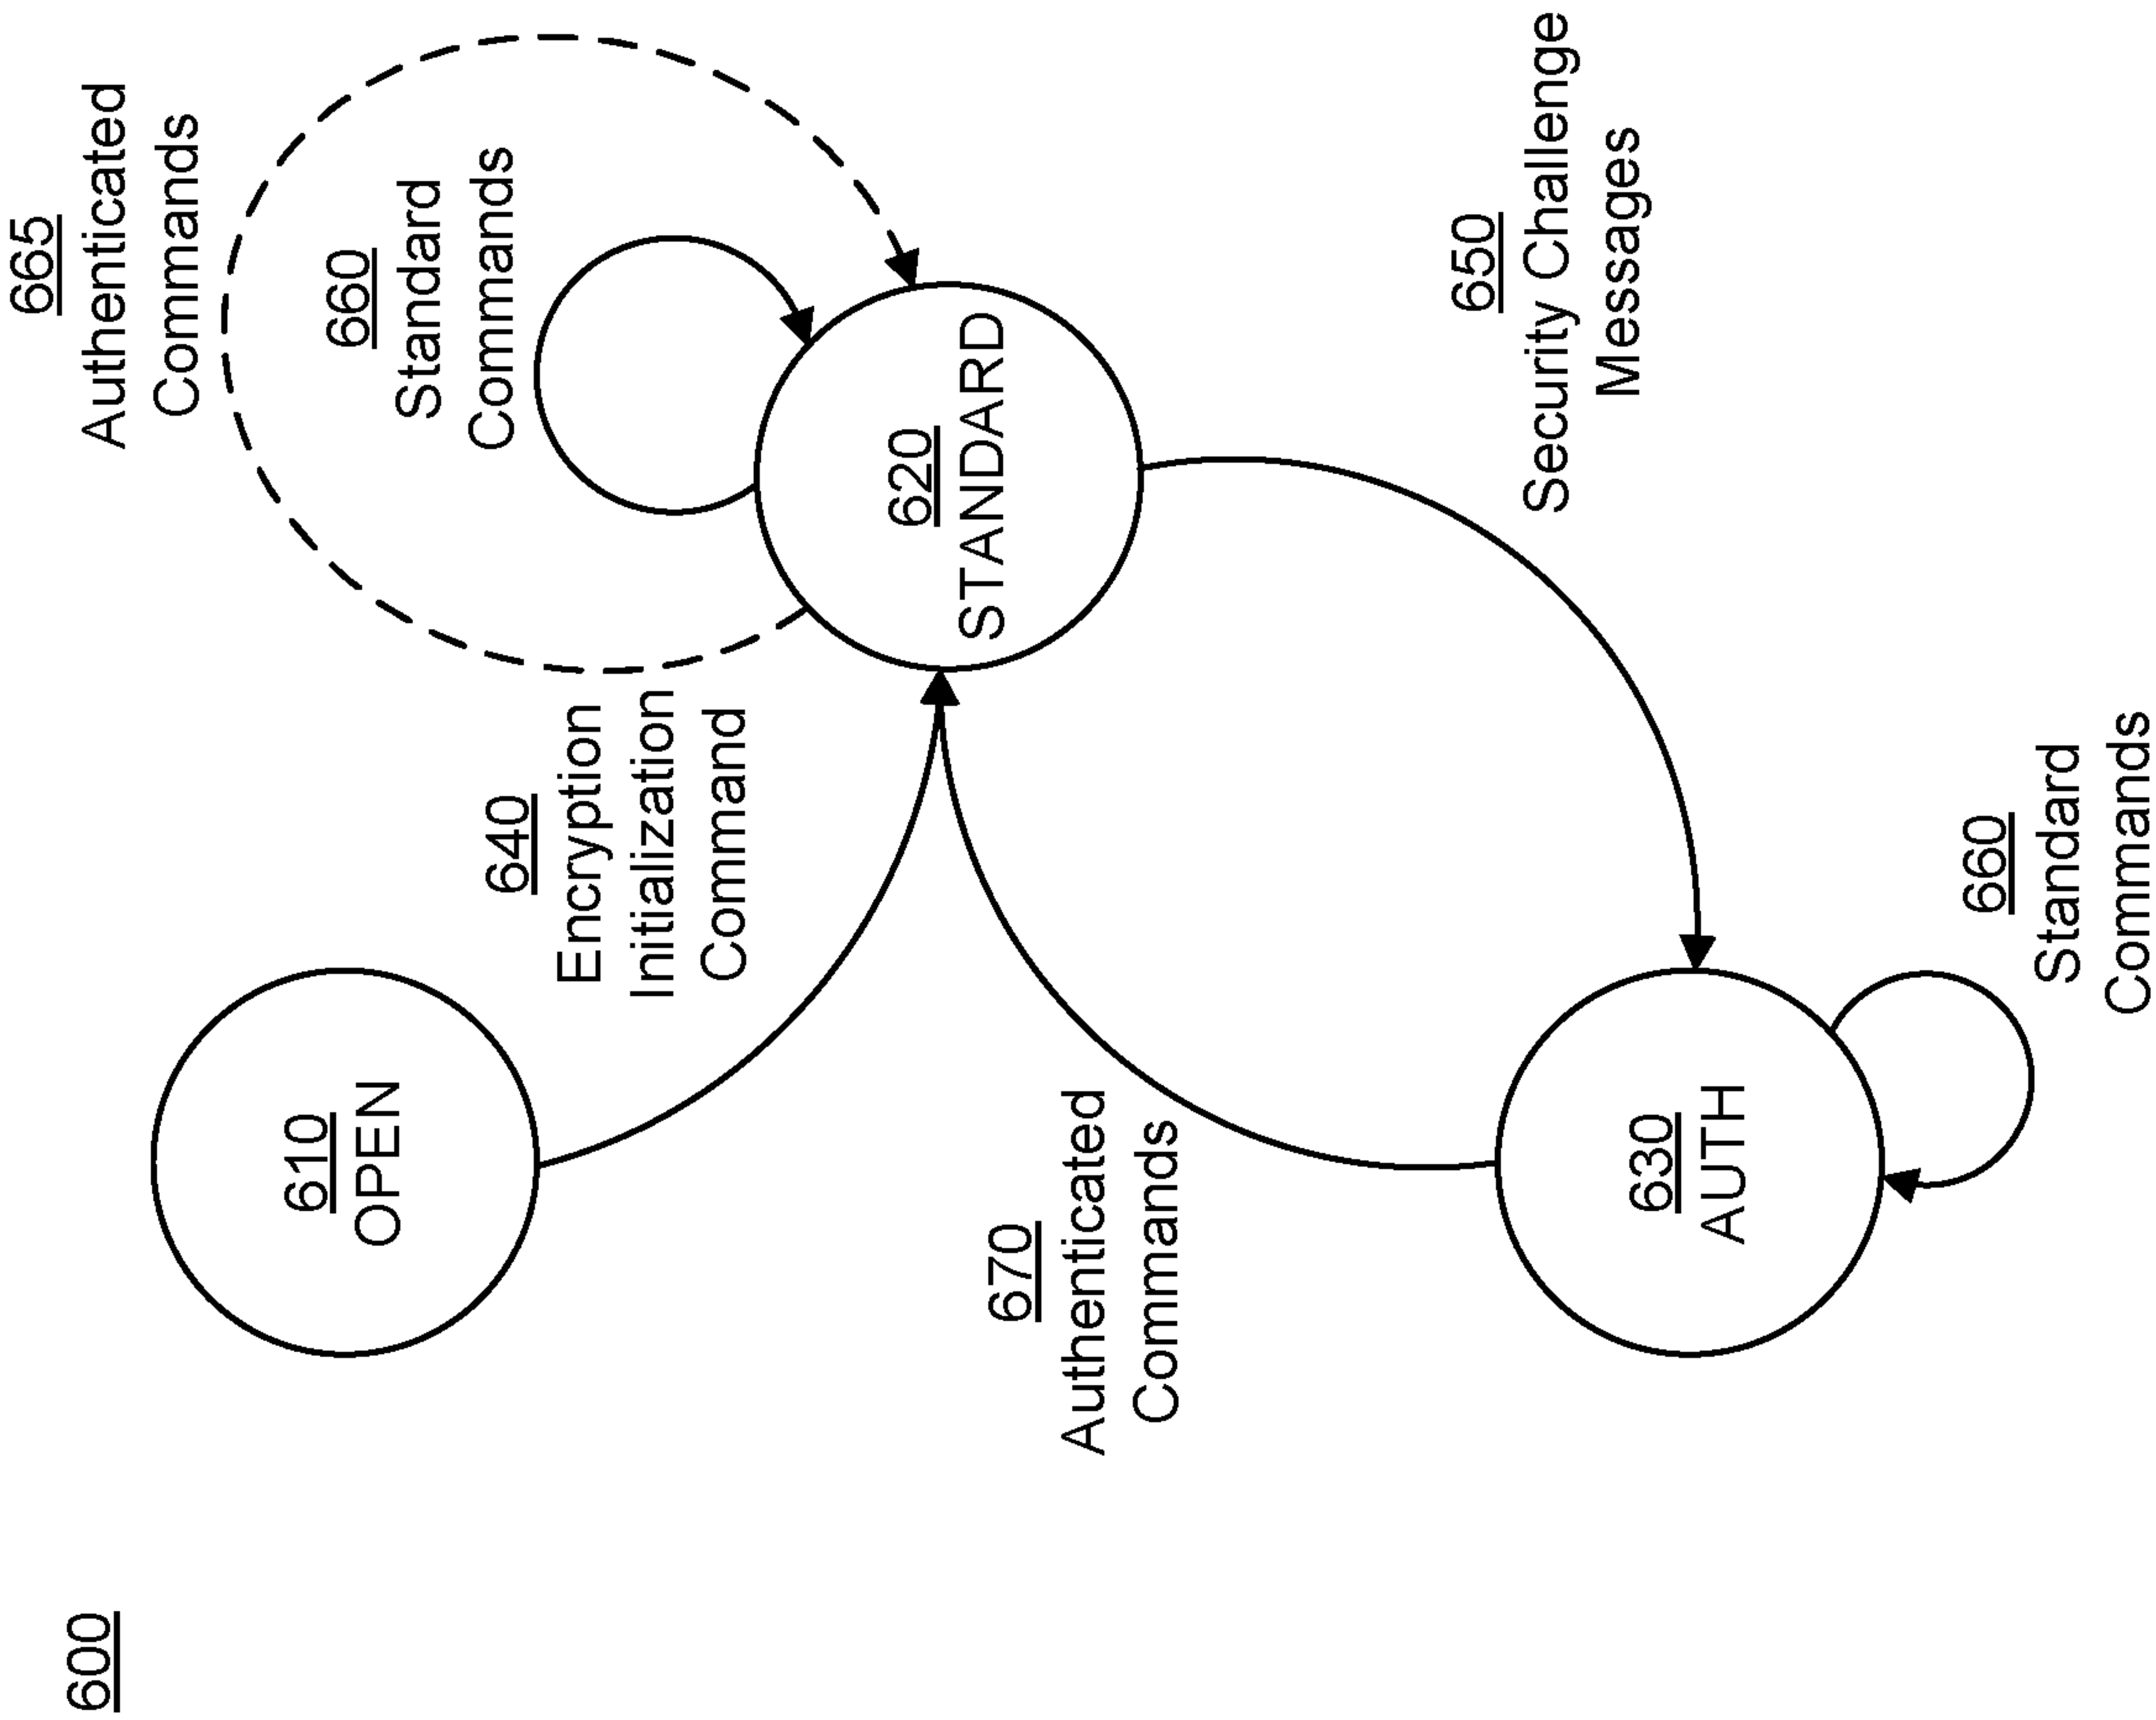 600
610
OPEN
640
Encryption
Initialization
Command
665
Authenticated
Commands
660
Standard
Commands
620
STANDARD
670
Authenticated
Commands
650
Security Challenge
Messages
630
AUTH
660
Standard
Commands